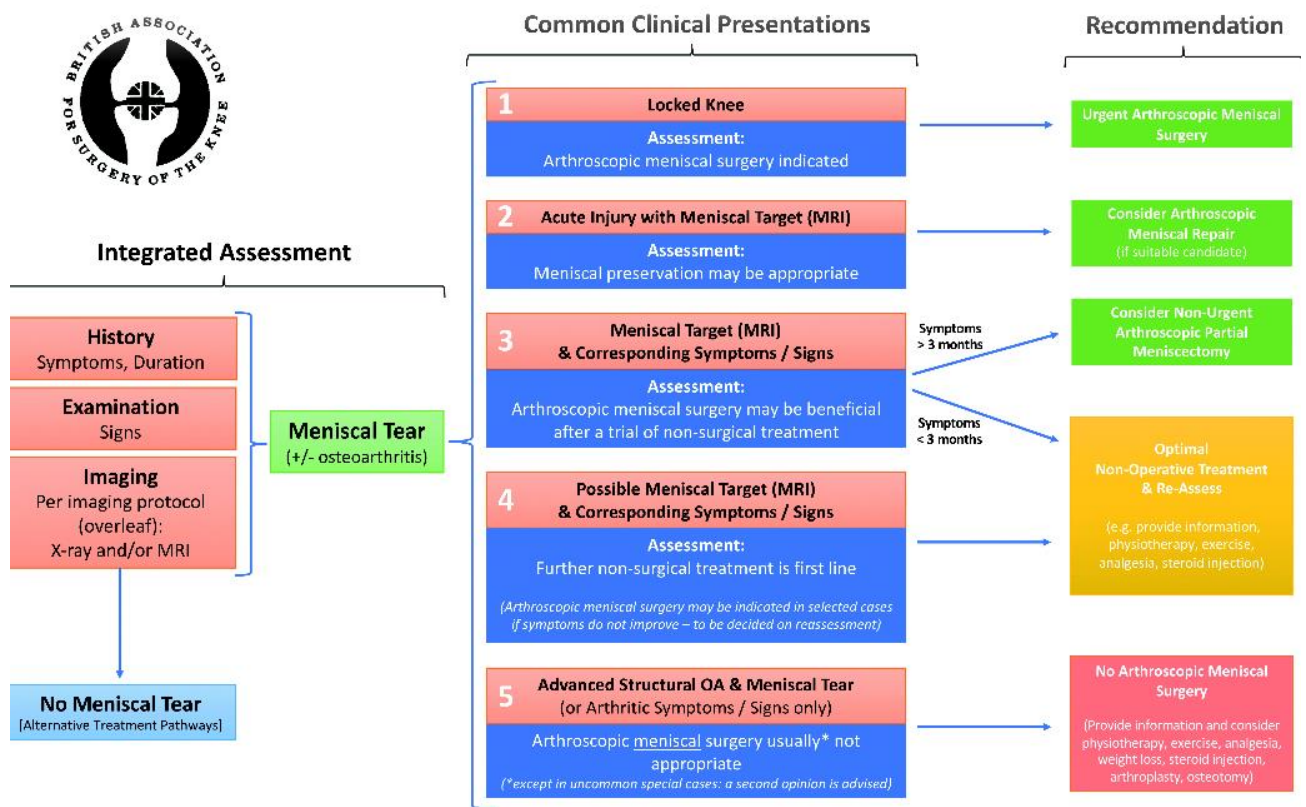 BRITISH ASSOCIATION
FOR SURGERY OF THE KNEE
Common Clinical Presentations
Recommendation
Integrated Assessment
History
Symptoms, Duration
Examination
Signs
Imaging
Per imaging protocol
(overleaf):
X-ray and/or MRI
No Meniscal Tear
[Alternative Treatment Pathways]
Meniscal Tear
(+/- osteoarthritis)
1
Locked Knee
Assessment:
Arthroscopic meniscal surgery indicated
Urgent Arthroscopic Meniscal
Surgery
2
Acute Injury with Meniscal Target (MRI)
Assessment:
Meniscal preservation may be appropriate
Consider Arthroscopic
Meniscal Repair
(if suitable candidate)
3
Meniscal Target (MRI)
& Corresponding Symptoms / Signs
Assessment:
Arthroscopic meniscal surgery may be beneficial
after a trial of non-surgical treatment
Symptoms
> 3 months
Consider Non-Urgent
Arthroscopic Partial
Meniscectomy
Symptoms
< 3 months
Optimal
Non-Operative Treatment
& Re-Assess
(e.g. provide information,
physiotherapy, exercise,
analgesia, steroid injection)
4
Possible Meniscal Target (MRI)
& Corresponding Symptoms / Signs
Assessment:
Further non-surgical treatment is first line
(Arthroscopic meniscal surgery may be indicated in selected cases
if symptoms do not improve – to be decided on reassessment)
5
Advanced Structural OA & Meniscal Tear
(or Arthritic Symptoms / Signs only)
Arthroscopic meniscal surgery usually* not
appropriate
(*except in uncommon special cases: a second opinion is advised)
No Arthroscopic Meniscal
Surgery
(Provide information and consider
physiotherapy, exercise, analgesia,
weight loss, steroid injection,
arthroplasty, osteotomy)